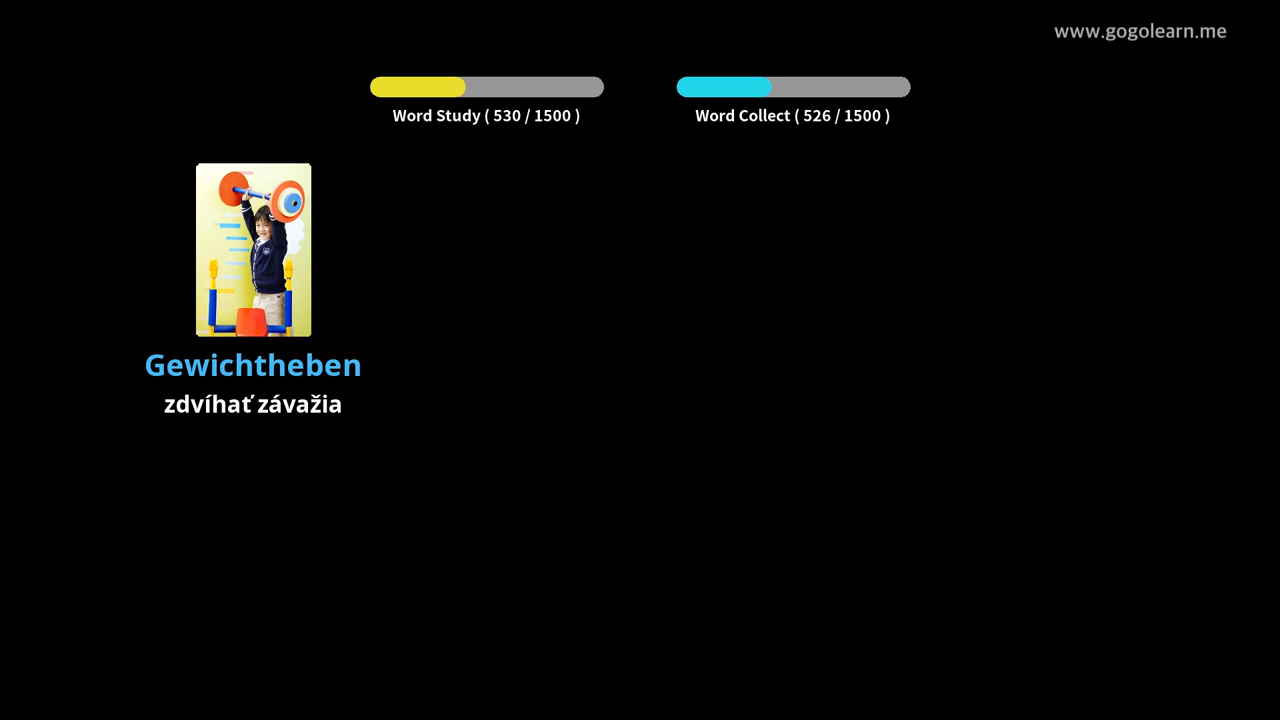 www.gogolearn.me
Word Study ( 530 / 1500 )
Word Collect ( 526 / 1500 )
Gewichtheben
zdvíhať závažia